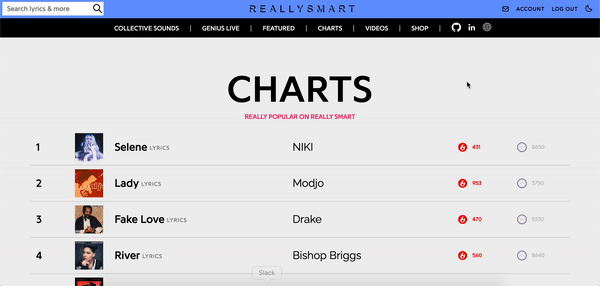 Search lyrics & more
REALLYSMART
ACCOUNT
LOG OUT
COLLECTIVE SOUNDS | GENIUS LIVE | FEATURED | CHARTS | VIDEOS | SHOP | in
CHARTS
REALLY POPULAR ON REALLY SMART
1 Selene LYRICS NIKI 431 8650
2 Lady LYRICS Modjo 953 5750
3 Fake Love LYRICS Drake 470 5330
4 River LYRICS Bishop Briggs 560 8640
Slack